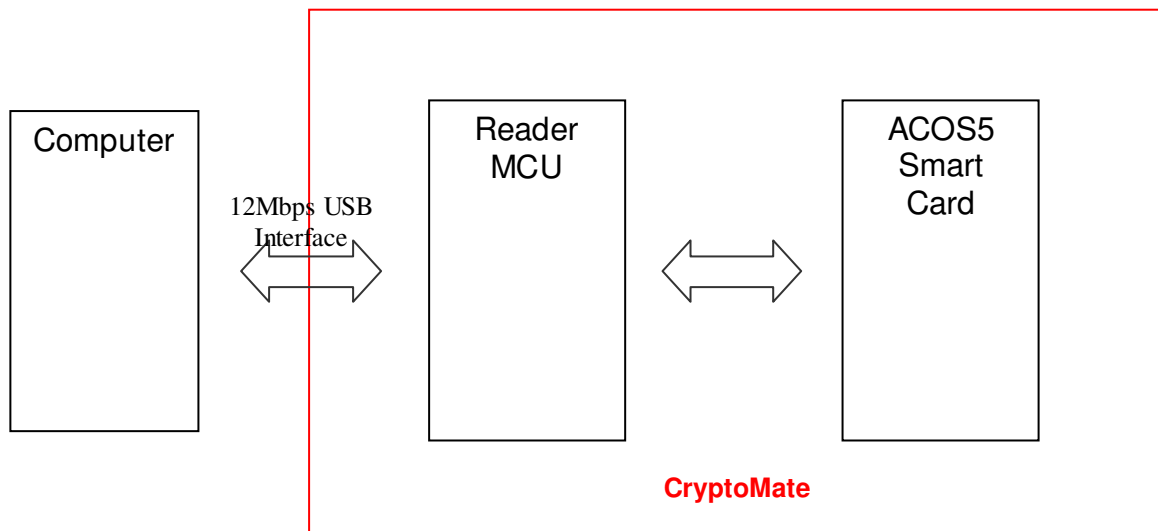 Computer
12Mbps USB
Interface
Reader
MCU
ACOS5
Smart
Card
CryptoMate